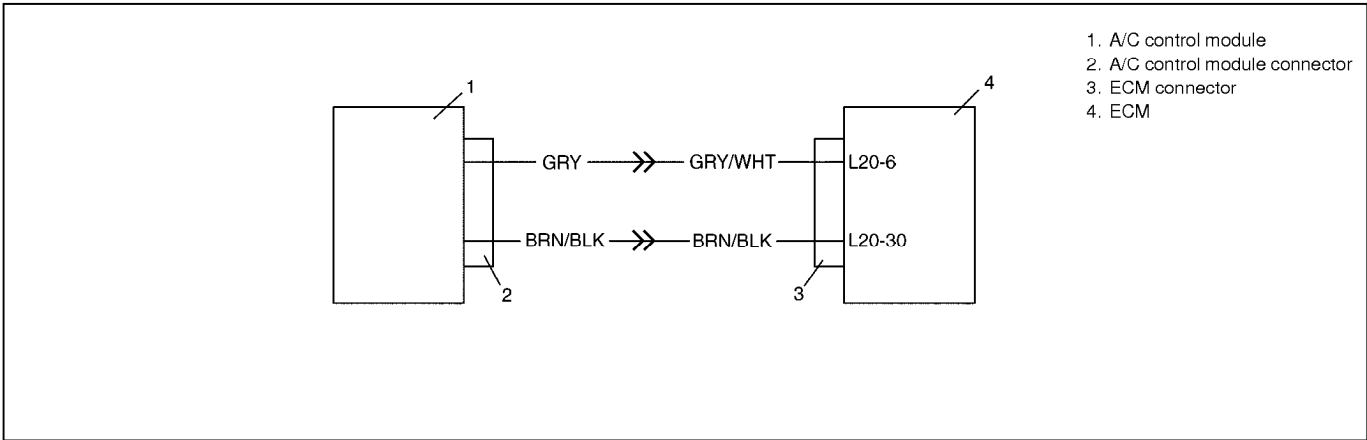 1. A/C control module
2. A/C control module connector
3. ECM connector
4. ECM
1
4
GRY GRY/WHT L20-6
BRN/BLK BRN/BLK L20-30
2
3